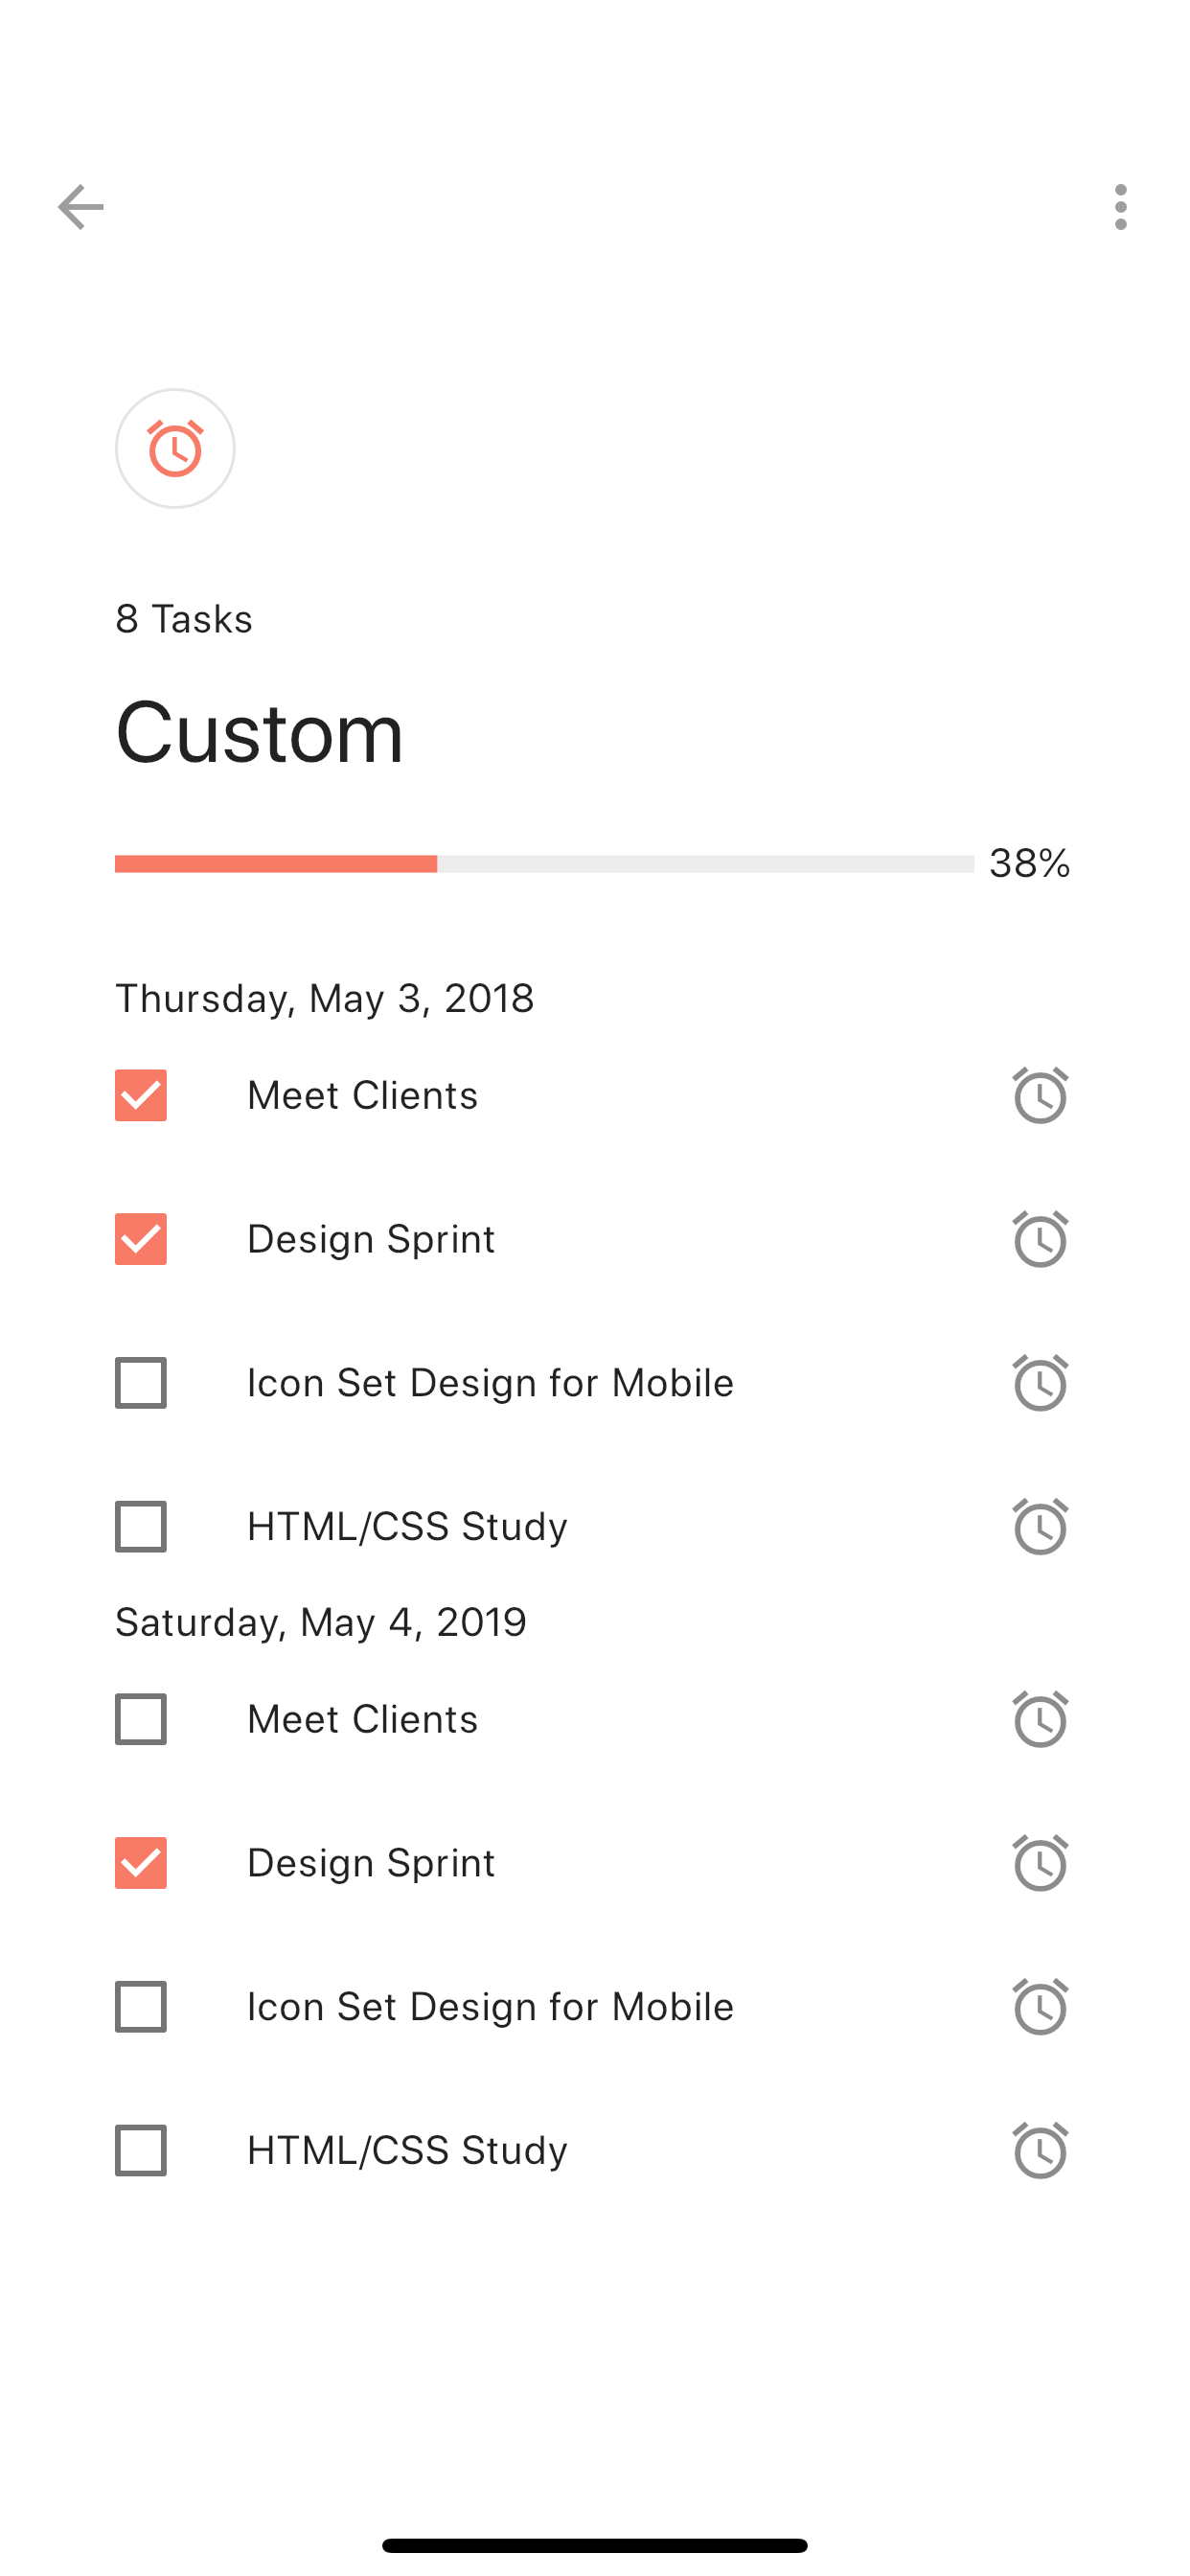 8 Tasks
Custom
38%
Thursday, May 3, 2018
Meet Clients
Design Sprint
Icon Set Design for Mobile
HTML/CSS Study
Saturday, May 4, 2019
Meet Clients
Design Sprint
Icon Set Design for Mobile
HTML/CSS Study